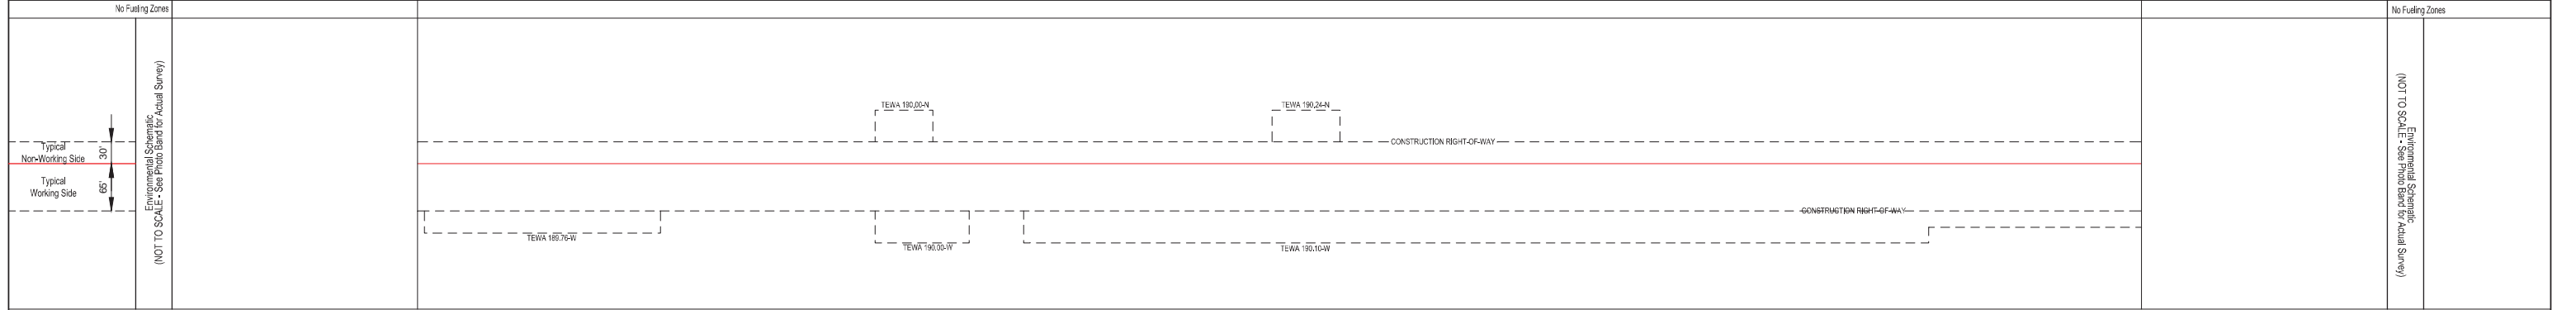 No Fueling Zones
No Fueling Zones
Environmental Schematic
(NOT TO SCALE - See Photo Band for Actual Survey)
Typical
Non-Working Side
30'
Typical
Working Side
65'
TEWA 190.00-N
TEWA 190.24-N
CONSTRUCTION RIGHT-OF-WAY
CONSTRUCTION RIGHT-OF-WAY
TEWA 189.76-W
TEWA 190.00-W
TEWA 190.10-W
Environmental Schematic
(NOT TO SCALE - See Photo Band for Actual Survey)